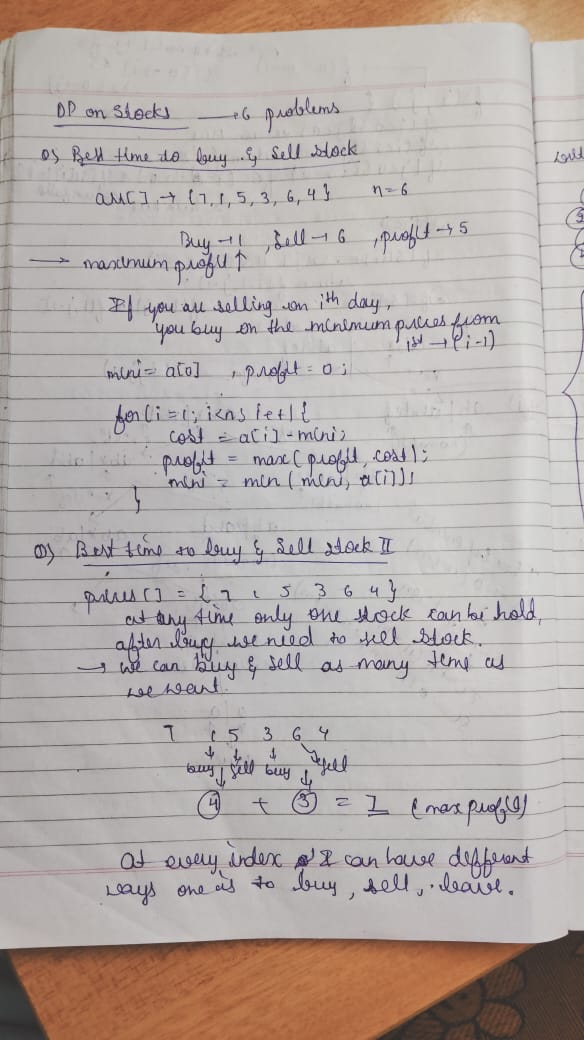 DP on Stocks → 6 problems
Q) Best time to buy & sell stock
arr[] → {7, 1, 5, 3, 6, 4} n = 6
Buy → 1, sell → 6, profit → 5
→ maximum profit ↑
If you are selling on ith day,
you buy on the minimum prices from
1st → (i-1)
mini = a[0], profit = 0;
for(i=1; i<n; i++){
cost = a[i] - mini;
profit = max(profit, cost);
mini = min(mini, a[i]);
}
Q) Best time to buy & sell stock II
prices[] = {7 1 5 3 6 4}
at any time only one stock can be hold,
after buy we need to sell stock.
→ we can buy & sell as many time as
we want.
7 1 5 3 6 4
buy sell buy sell
4 + 3 = 7 (max profit)
At every index I can have different
ways one is to buy, sell, leave.